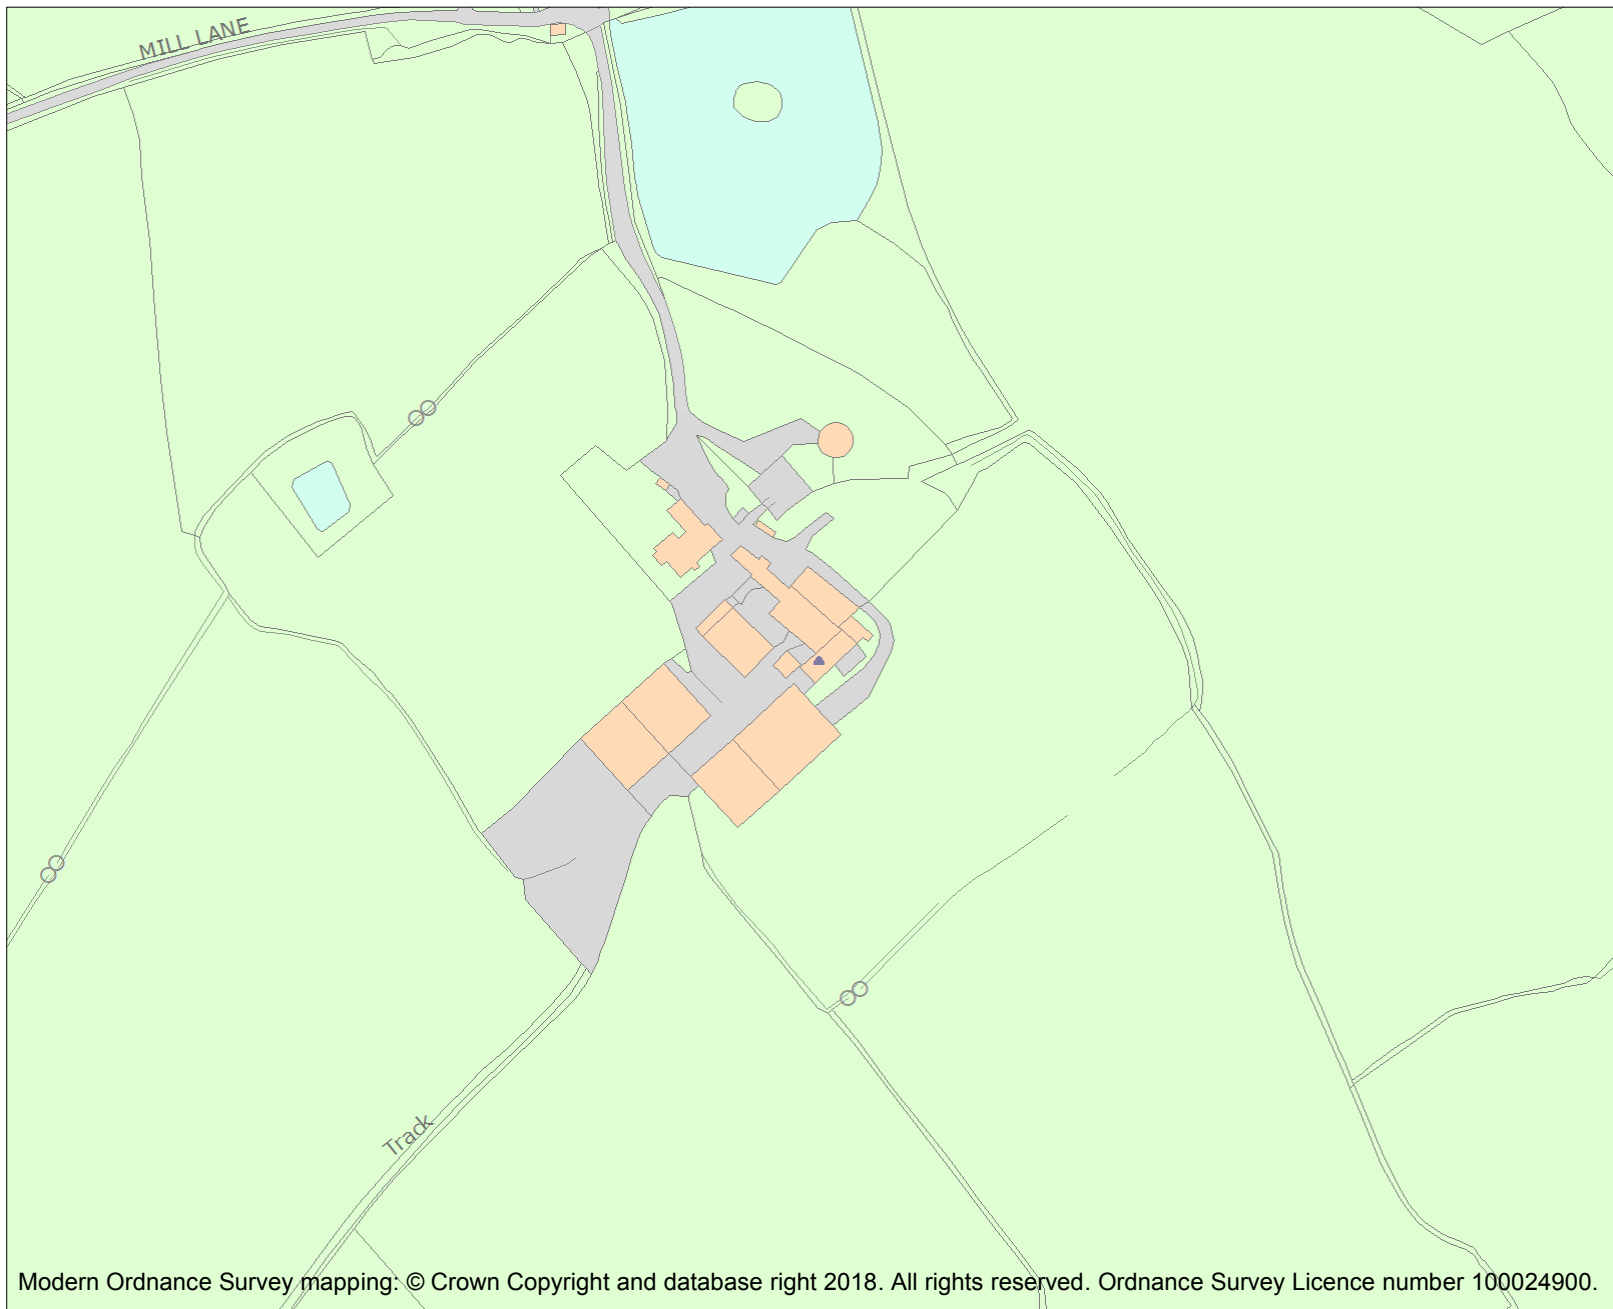 MILL LANE
Track
Modern Ordnance Survey mapping: © Crown Copyright and database right 2018. All rights reserved. Ordnance Survey Licence number 100024900.